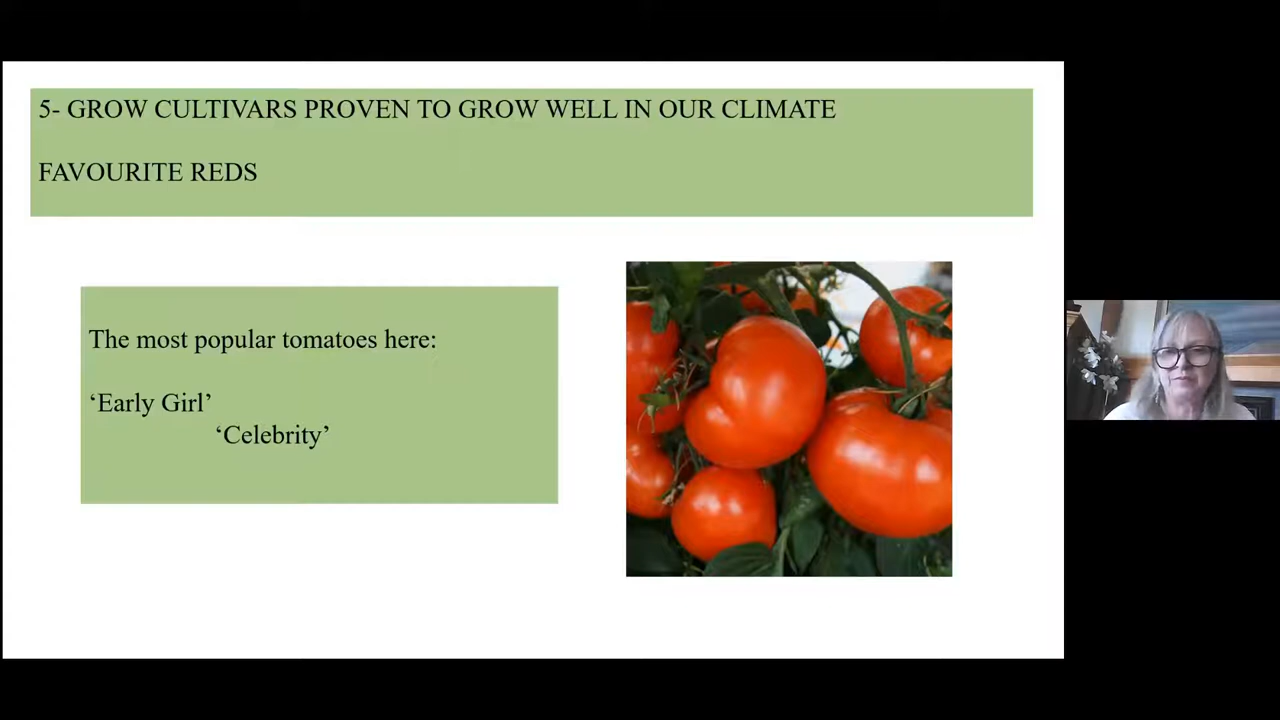 5- GROW CULTIVARS PROVEN TO GROW WELL IN OUR CLIMATE
FAVOURITE REDS
The most popular tomatoes here:
‘Early Girl’
‘Celebrity’